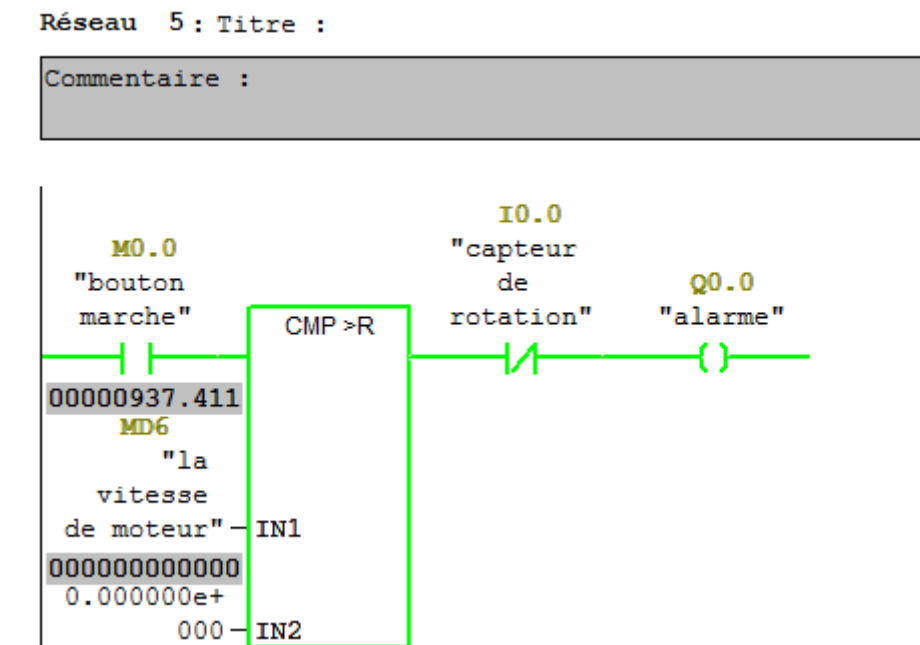 Réseau 5 : Titre :
Commentaire :
I0.0
M0.0 "capteur
"bouton de Q0.0
marche" CMP >R rotation" "alarme"
00000937.411
MD6
"la
vitesse
de moteur" IN1
000000000000
0.000000e+
000 IN2